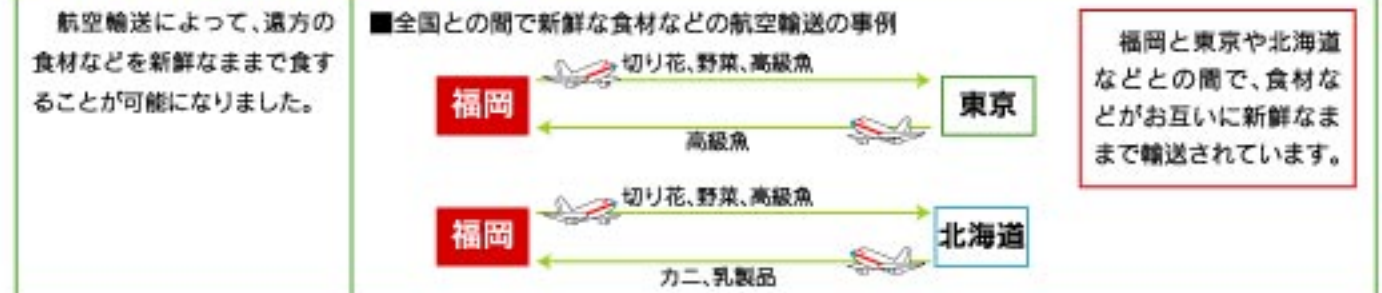 航空輸送によって、遠方の
食材などを新鮮なままで食す
ることが可能になりました。
■全国との間で新鮮な食材などの航空輸送の事例
切り花、野菜、高級魚
福岡
東京
高級魚
切り花、野菜、高級魚
福岡
北海道
カニ、乳製品
福岡と東京や北海道
などとの間で、食材な
どがお互いに新鮮なま
まで輸送されています。